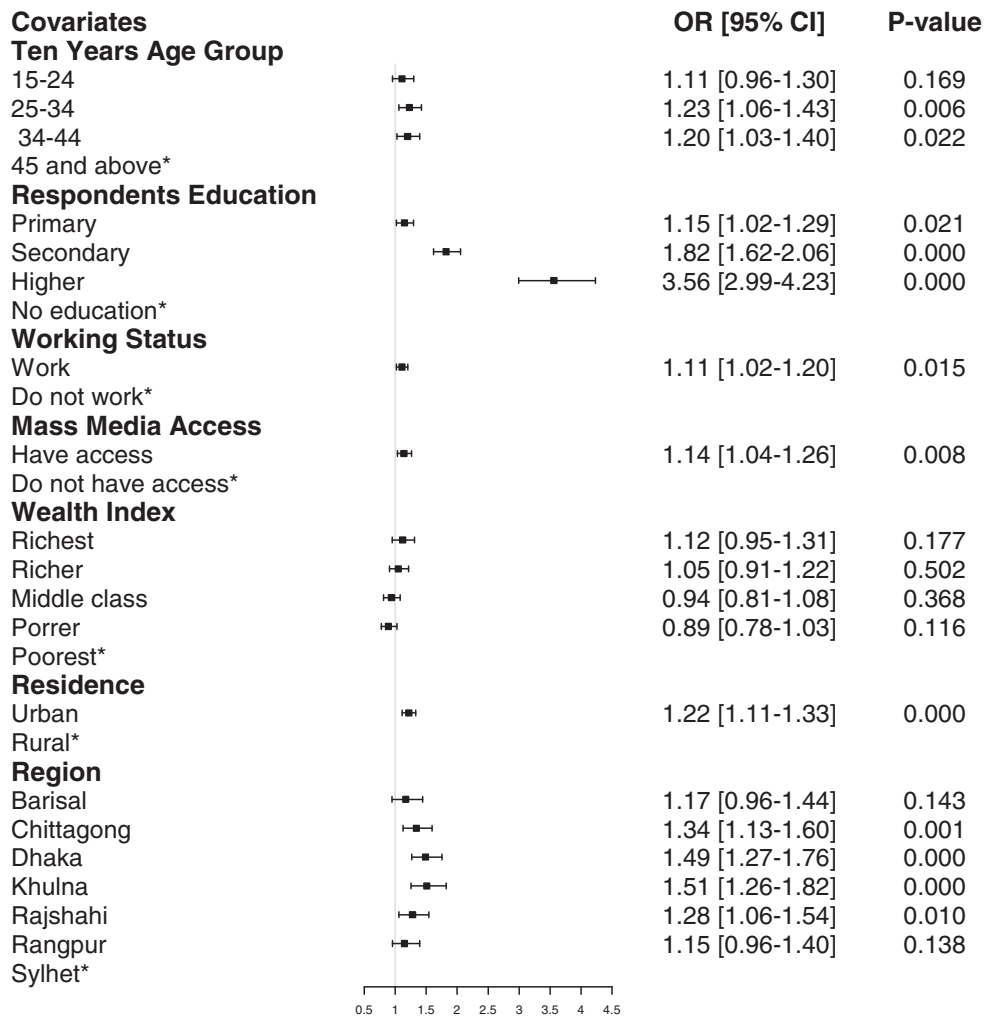 Covariates OR [95% CI] P-value
Ten Years Age Group
15-24 1.11 [0.96-1.30] 0.169
25-34 1.23 [1.06-1.43] 0.006
34-44 1.20 [1.03-1.40] 0.022
45 and above*
Respondents Education
Primary 1.15 [1.02-1.29] 0.021
Secondary 1.82 [1.62-2.06] 0.000
Higher 3.56 [2.99-4.23] 0.000
No education*
Working Status
Work 1.11 [1.02-1.20] 0.015
Do not work*
Mass Media Access
Have access 1.14 [1.04-1.26] 0.008
Do not have access*
Wealth Index
Richest 1.12 [0.95-1.31] 0.177
Richer 1.05 [0.91-1.22] 0.502
Middle class 0.94 [0.81-1.08] 0.368
Porrer 0.89 [0.78-1.03] 0.116
Poorest*
Residence
Urban 1.22 [1.11-1.33] 0.000
Rural*
Region
Barisal 1.17 [0.96-1.44] 0.143
Chittagong 1.34 [1.13-1.60] 0.001
Dhaka 1.49 [1.27-1.76] 0.000
Khulna 1.51 [1.26-1.82] 0.000
Rajshahi 1.28 [1.06-1.54] 0.010
Rangpur 1.15 [0.96-1.40] 0.138
Sylhet*
0.5 1 1.5 2 2.5 3 3.5 4 4.5